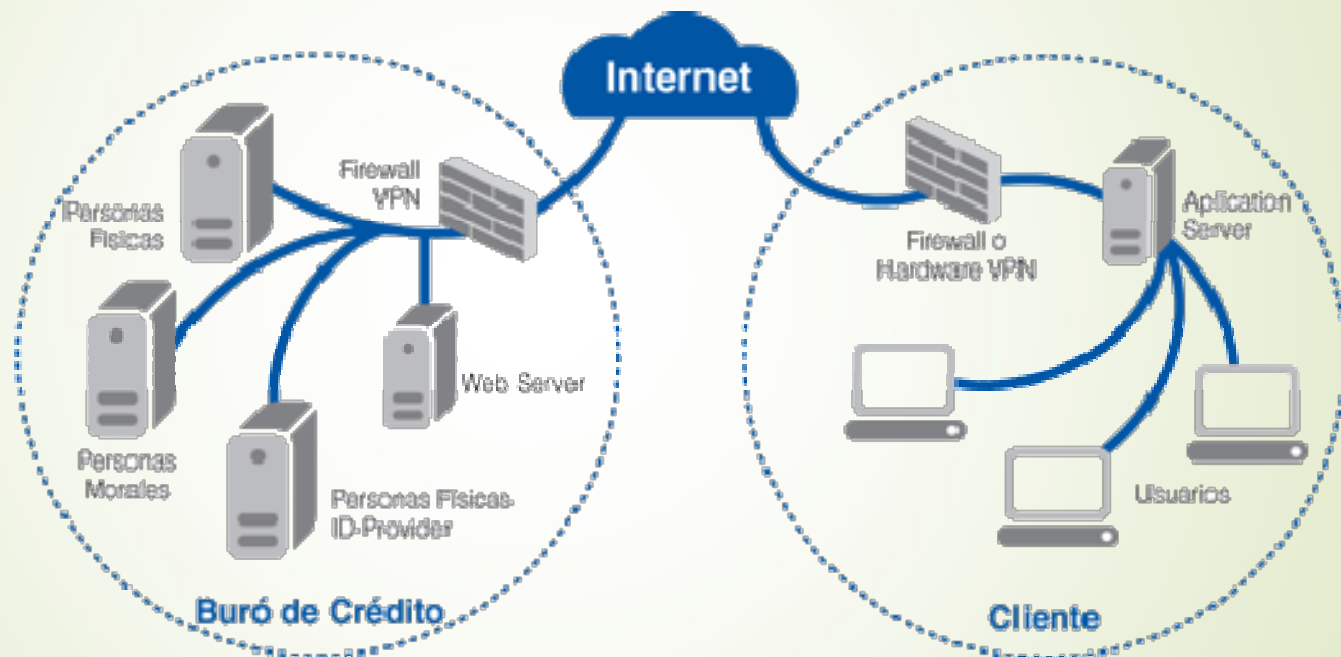 Internet
Firewall
VPN
Personas
Físicas
Web Server
Personas
Morales
Personas Físicas-
ID-Provider
Buró de Crédito
Firewall o
Hardware VPN
Aplication
Server
Usuarios
Cliente